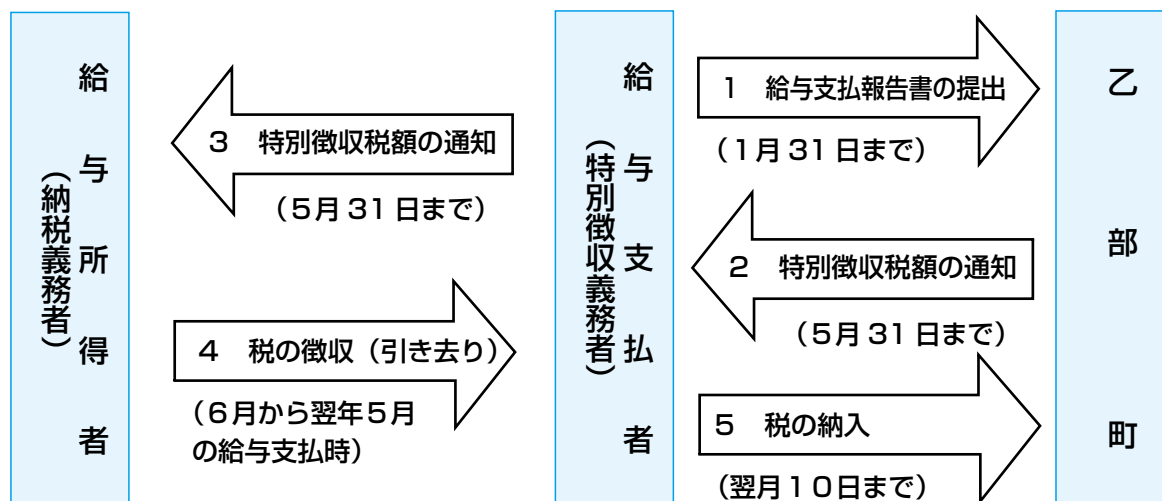 給与所得者
（納税義務者）
3　特別徴収税額の通知
（5月31日まで）
4　税の徴収（引き去り）
（6月から翌年5月
の給与支払時）
給与支払者
（特別徴収義務者）
1　給与支払報告書の提出
（1月31日まで）
2　特別徴収税額の通知
（5月31日まで）
5　税の納入
（翌月10日まで）
乙部町